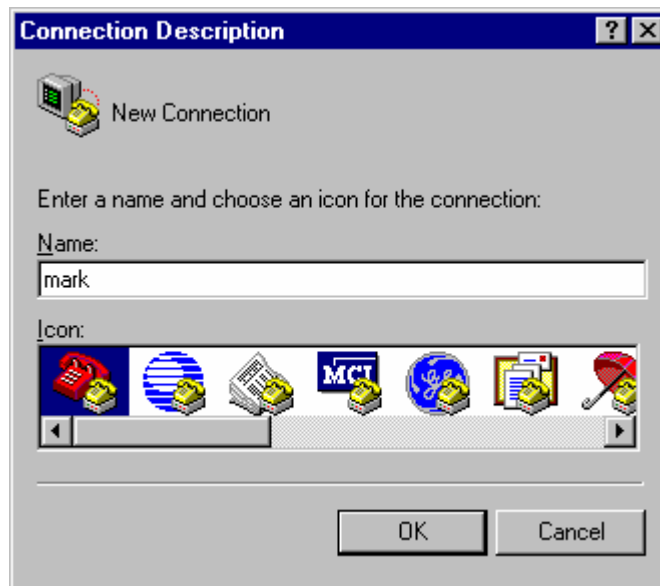 Connection Description
New Connection
Enter a name and choose an icon for the connection:
Name:
mark
Icon:
MCI
OK Cancel